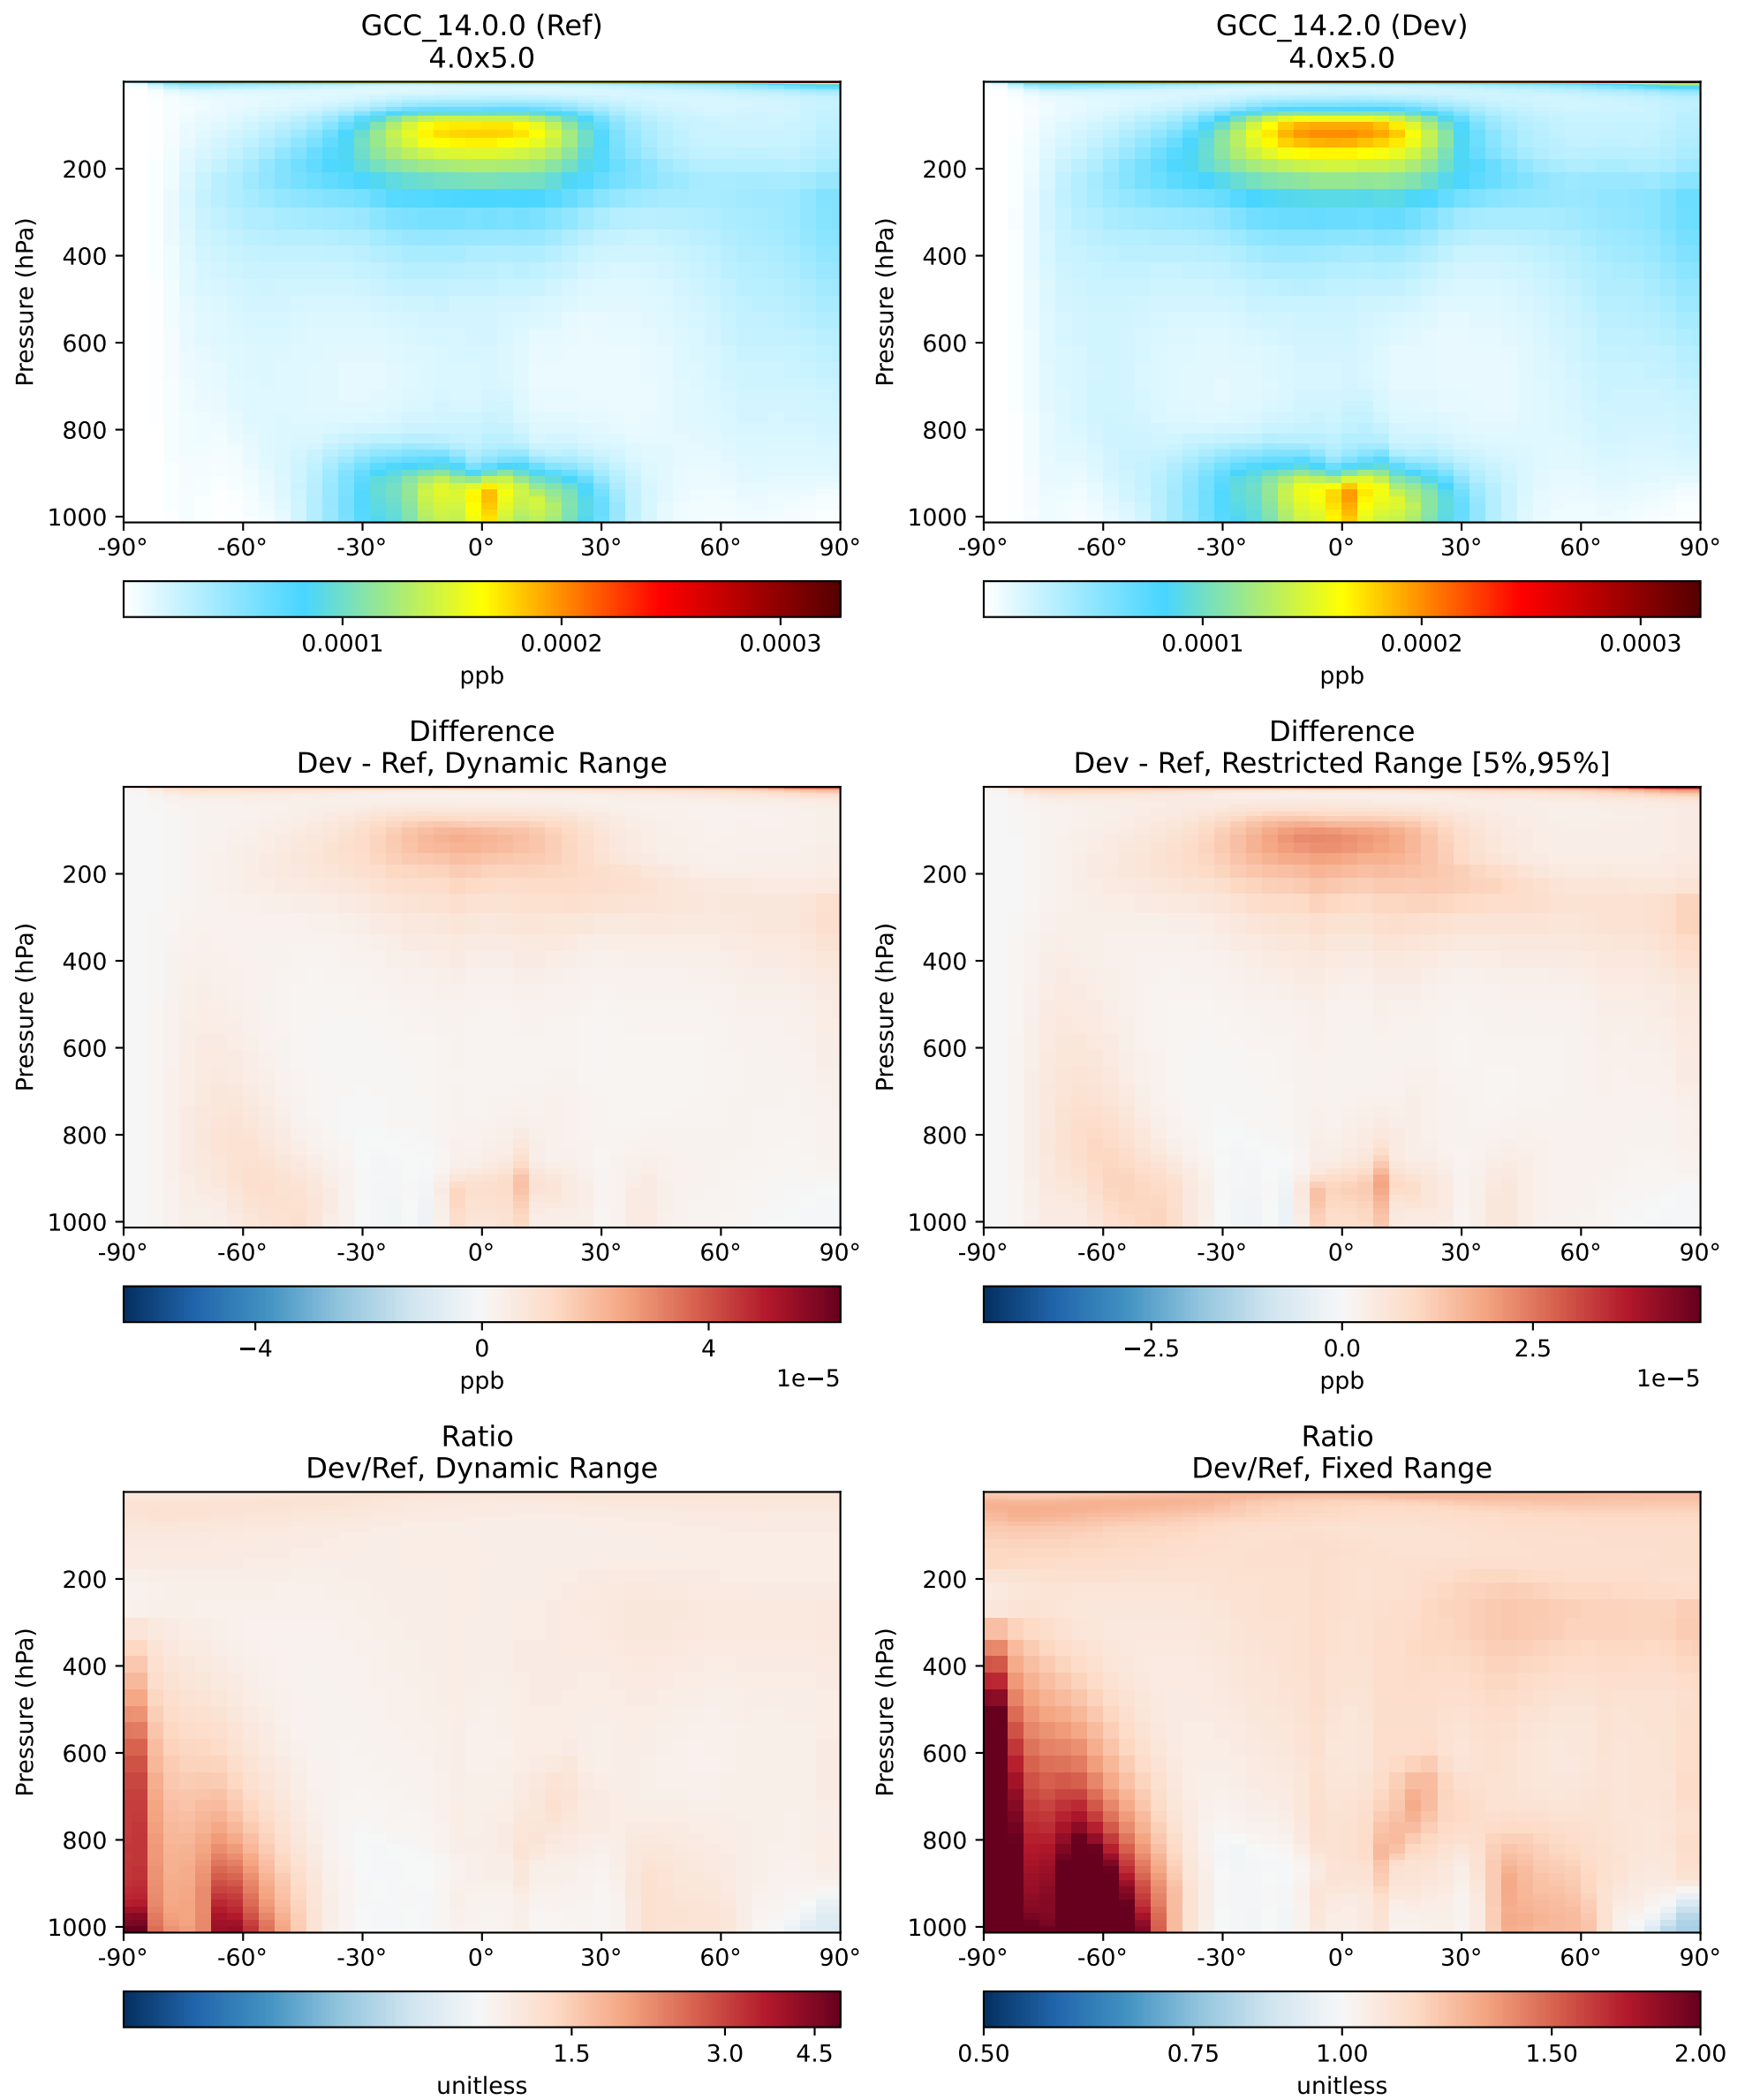 GCC_14.0.0 (Ref)
4.0x5.0
Pressure (hPa)
200
400
600
800
1000
-90° -60° -30° 0° 30° 60° 90°
0.0001 0.0002 0.0003
ppb
GCC_14.2.0 (Dev)
4.0x5.0
Pressure (hPa)
200
400
600
800
1000
-90° -60° -30° 0° 30° 60° 90°
0.0001 0.0002 0.0003
ppb
Difference
Dev - Ref, Dynamic Range
Pressure (hPa)
200
400
600
800
1000
-90° -60° -30° 0° 30° 60° 90°
−4 0 4
1e−5
ppb
Difference
Dev - Ref, Restricted Range [5%,95%]
Pressure (hPa)
200
400
600
800
1000
-90° -60° -30° 0° 30° 60° 90°
−2.5 0.0 2.5
1e−5
ppb
Ratio
Dev/Ref, Dynamic Range
Pressure (hPa)
200
400
600
800
1000
-90° -60° -30° 0° 30° 60° 90°
1.5 3.0 4.5
unitless
Ratio
Dev/Ref, Fixed Range
Pressure (hPa)
200
400
600
800
1000
-90° -60° -30° 0° 30° 60° 90°
0.50 0.75 1.00 1.50 2.00
unitless